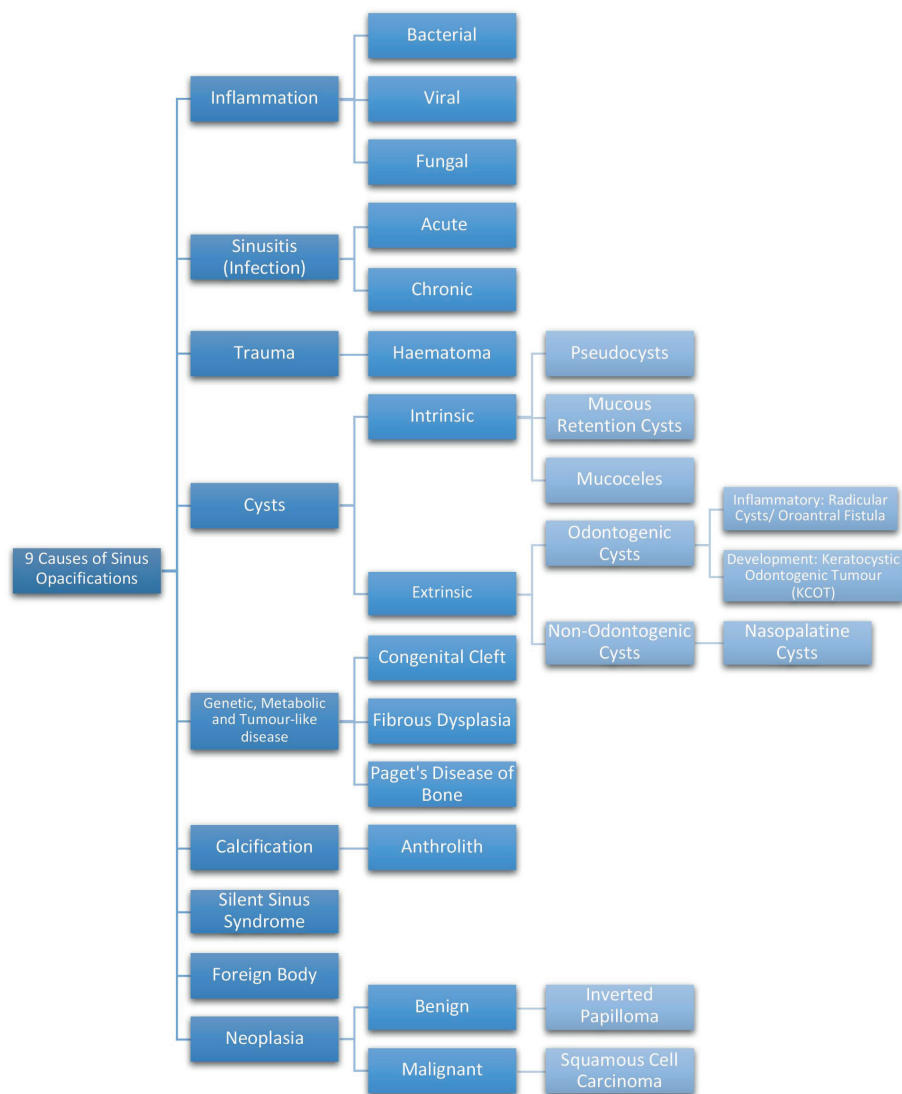 Bacterial
Inflammation
Viral
Fungal
Acute
Sinusitis
(Infection)
Chronic
Trauma
Haematoma
Pseudocysts
Intrinsic
Mucous
Retention Cysts
Mucoceles
Cysts
Inflammatory: Radicular
Cysts/ Oroantral Fistula
Odontogenic
Cysts
9 Causes of Sinus
Opacifications
Development: Keratocystic
Odontogenic Tumour
(KCOT)
Extrinsic
Non-Odontogenic
Cysts
Nasopalatine
Cysts
Congenital Cleft
Genetic, Metabolic
and Tumour-like
disease
Fibrous Dysplasia
Paget's Disease of
Bone
Calcification
Anthrolith
Silent Sinus
Syndrome
Foreign Body
Neoplasia
Benign
Inverted
Papilloma
Malignant
Squamous Cell
Carcinoma